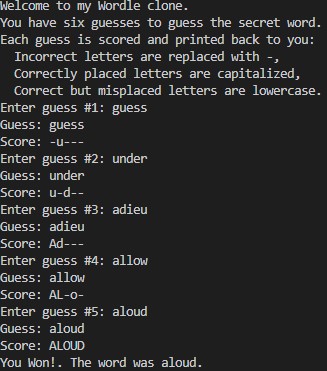 Welcome to my Wordle clone.
You have six guesses to guess the secret word.
Each guess is scored and printed back to you:
  Incorrect letters are replaced with -,
  Correctly placed letters are capitalized,
  Correct but misplaced letters are lowercase.
Enter guess #1: guess
Guess: guess
Score: -u---
Enter guess #2: under
Guess: under
Score: u-d--
Enter guess #3: adieu
Guess: adieu
Score: Ad---
Enter guess #4: allow
Guess: allow
Score: AL-o-
Enter guess #5: aloud
Guess: aloud
Score: ALOUD
You Won!. The word was aloud.